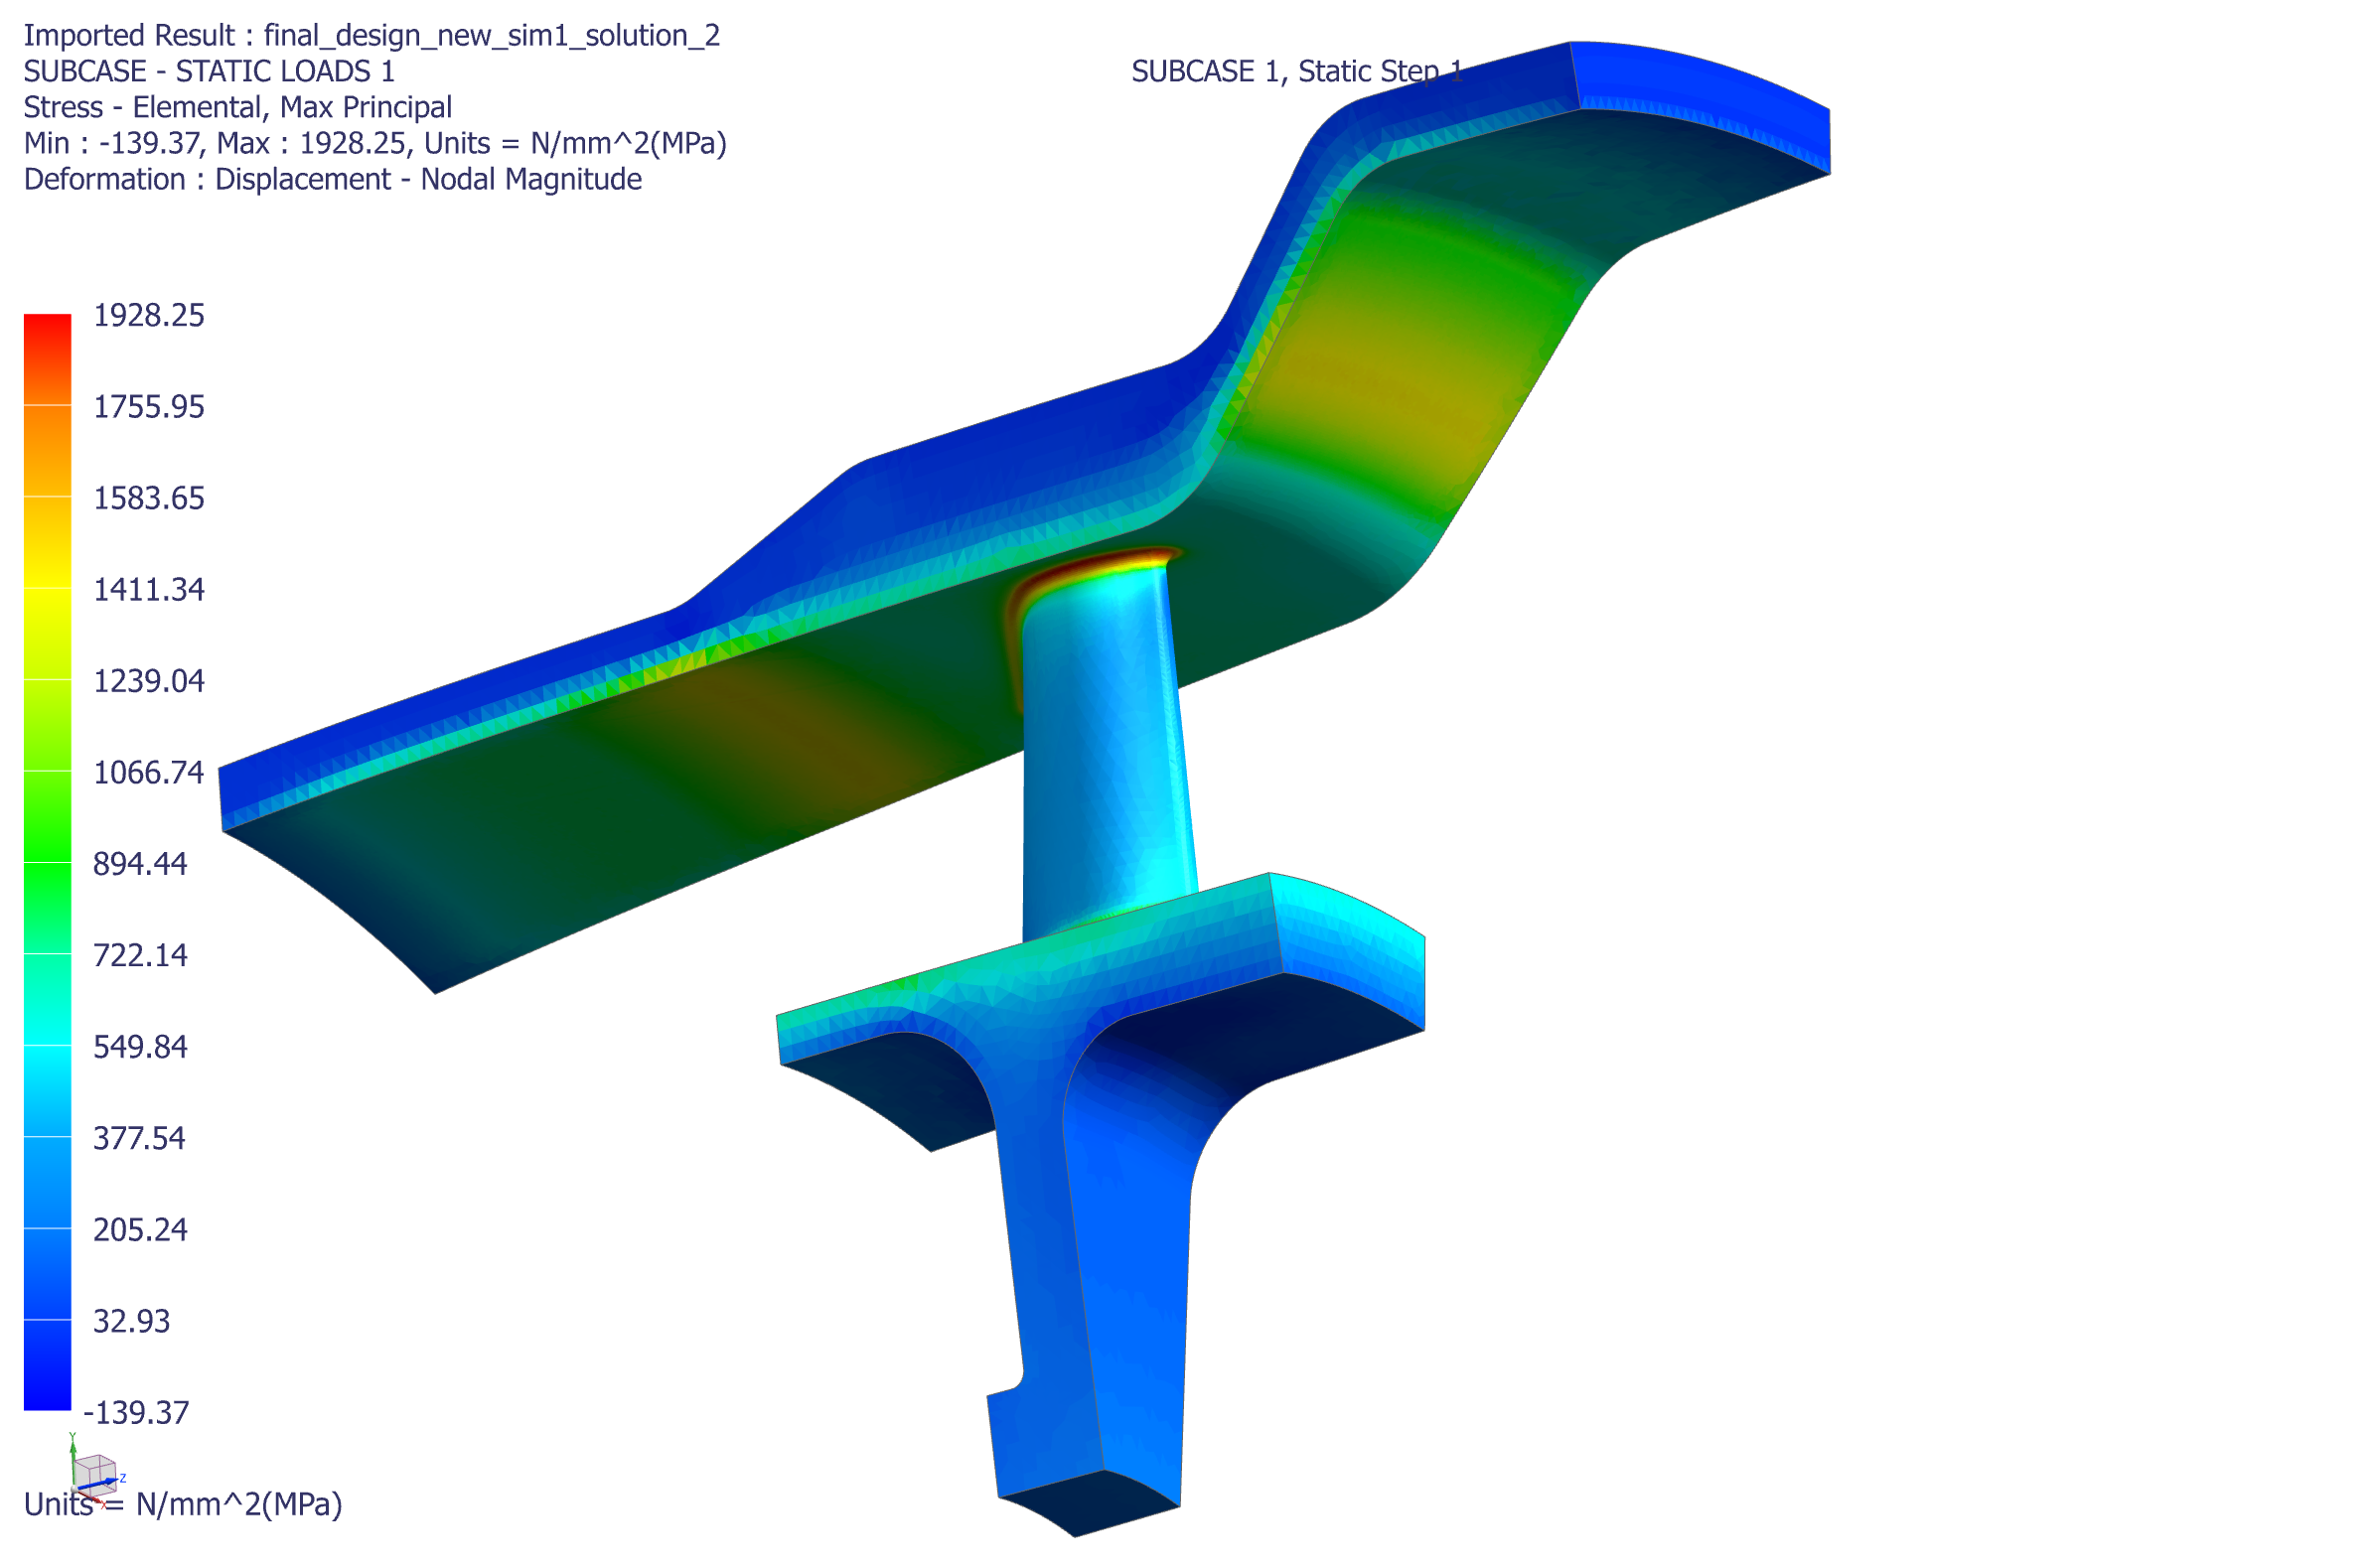 Imported Result : final_design_new_sim1_solution_2
SUBCASE - STATIC LOADS 1
Stress - Elemental, Max Principal
Min : -139.37, Max : 1928.25, Units = N/mm^2(MPa)
Deformation : Displacement - Nodal Magnitude
SUBCASE 1, Static Step 1
1928.25
1755.95
1583.65
1411.34
1239.04
1066.74
894.44
722.14
549.84
377.54
205.24
32.93
-139.37
Y
Z
X
Units = N/mm^2(MPa)